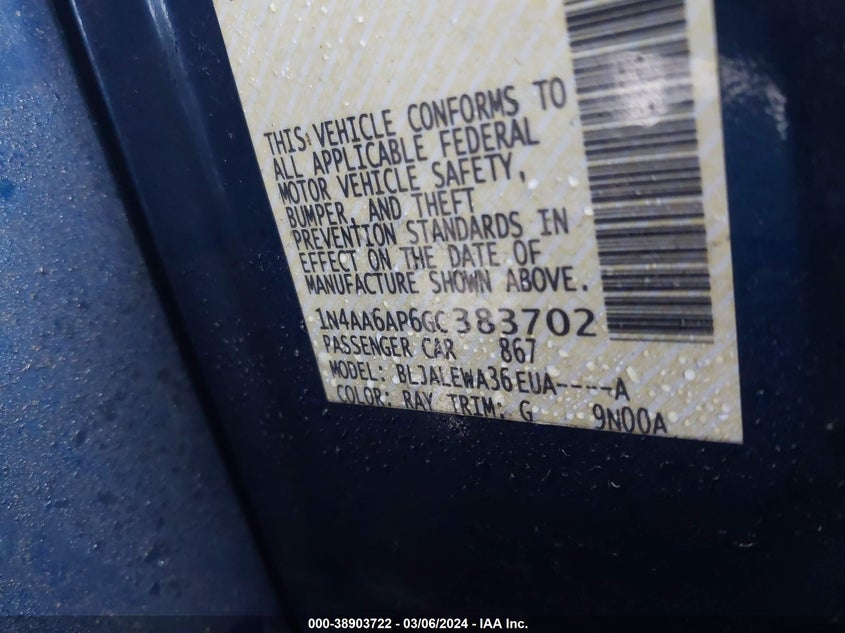 THIS VEHICLE CONFORMS TO
ALL APPLICABLE FEDERAL
MOTOR VEHICLE SAFETY,
BUMPER, AND THEFT
PREVENTION STANDARDS IN
EFFECT ON THE DATE OF
MANUFACTURE SHOWN ABOVE.
1N4AA6AP6GC383702
PASSENGER CAR 867
MODEL: BLJALEWA36EUA----A
COLOR: RAY TRIM: G 9N00A
000-38903722 - 03/06/2024 - IAA Inc.